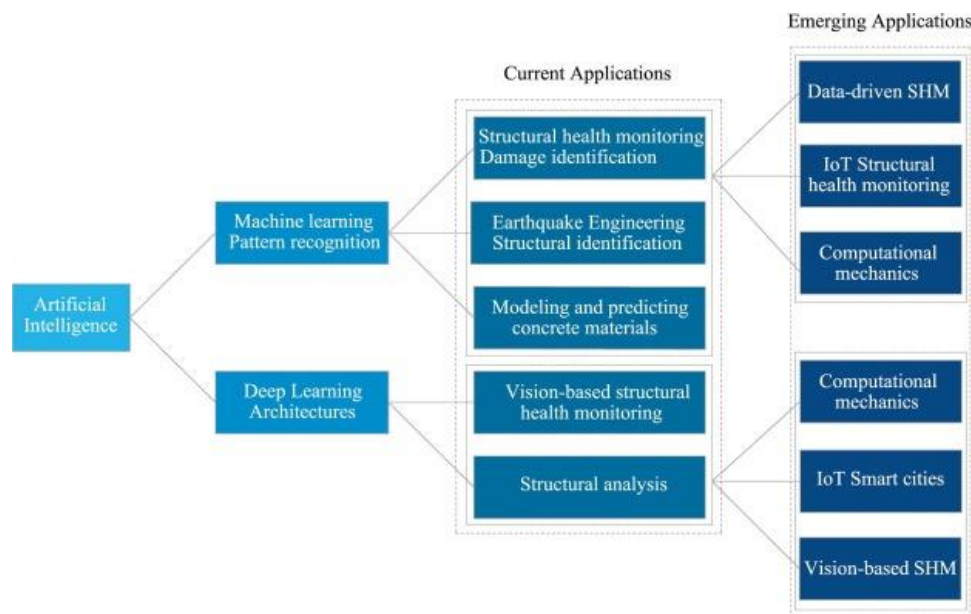 Emerging Applications
Current Applications
Data-driven SHM
Structural health monitoring
Damage identification
IoT Structural
health monitoring
Machine learning
Pattern recognition
Earthquake Engineering
Structural identification
Computational
mechanics
Artificial
Intelligence
Modeling and predicting
concrete materials
Deep Learning
Architectures
Vision-based structural
health monitoring
Computational
mechanics
Structural analysis
IoT Smart cities
Vision-based SHM